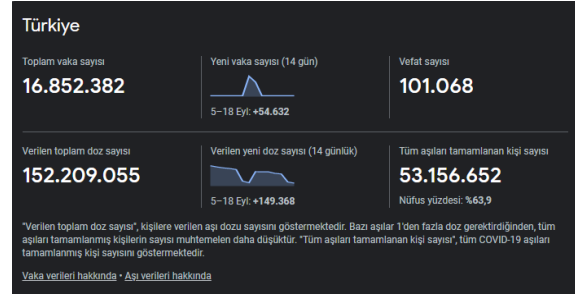 Türkiye
Toplam vaka sayısı
16.852.382
Yeni vaka sayısı (14 gün)
5–18 Eyl: +54.632
Vefat sayısı
101.068
Verilen toplam doz sayısı
152.209.055
Verilen yeni doz sayısı (14 günlük)
5–18 Eyl: +149.368
Tüm aşıları tamamlanan kişi sayısı
53.156.652
Nüfus yüzdesi: %63,9
"Verilen toplam doz sayısı", kişilere verilen aşı dozu sayısını göstermektedir. Bazı aşılar 1'den fazla doz gerektirdiğinden, tüm
aşıları tamamlanmış kişilerin sayısı muhtemelen daha düşüktür. "Tüm aşıları tamamlanan kişi sayısı", tüm COVID-19 aşıları
tamamlanmış kişi sayısını göstermektedir.
Vaka verileri hakkında • Aşı verileri hakkında